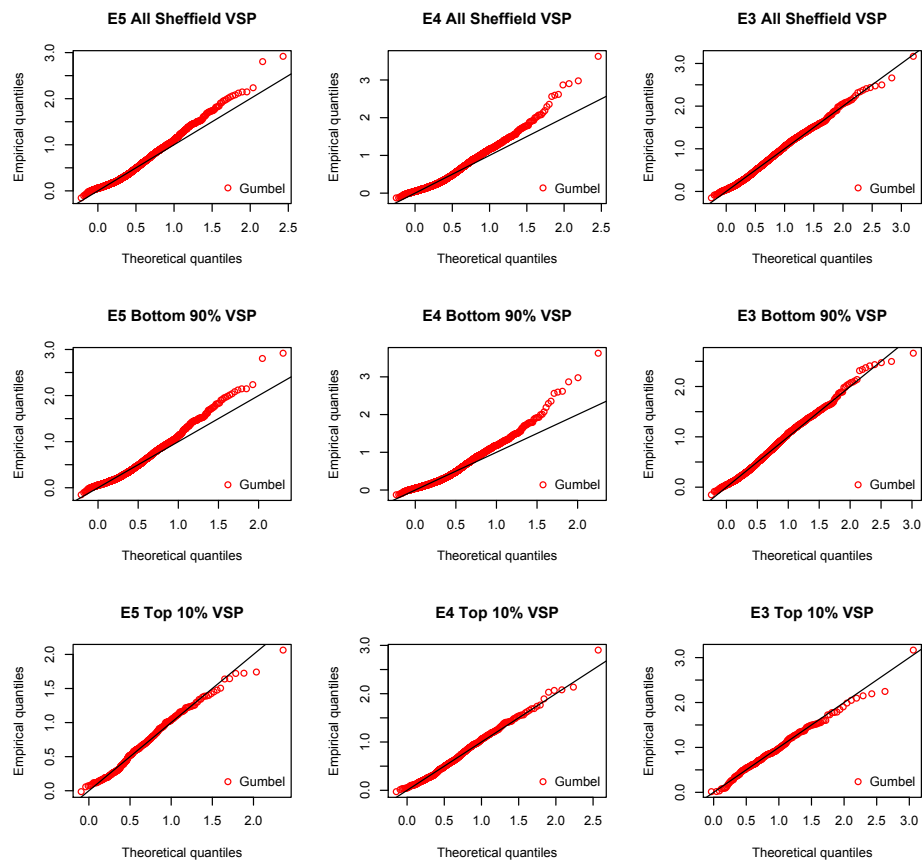 E5 All Sheffield VSP
Empirical quantiles
0.0 1.0 2.0 3.0
Gumbel
0.0 0.5 1.0 1.5 2.0 2.5
Theoretical quantiles
E4 All Sheffield VSP
Empirical quantiles
0 1 2 3
Gumbel
0.0 0.5 1.0 1.5 2.0 2.5
Theoretical quantiles
E3 All Sheffield VSP
Empirical quantiles
0.0 1.0 2.0 3.0
Gumbel
0.0 0.5 1.0 1.5 2.0 2.5 3.0
Theoretical quantiles
E5 Bottom 90% VSP
Empirical quantiles
0.0 1.0 2.0 3.0
Gumbel
0.0 0.5 1.0 1.5 2.0
Theoretical quantiles
E4 Bottom 90% VSP
Empirical quantiles
0 1 2 3
Gumbel
0.0 0.5 1.0 1.5 2.0
Theoretical quantiles
E3 Bottom 90% VSP
Empirical quantiles
0.0 1.0 2.0
Gumbel
0.0 0.5 1.0 1.5 2.0 2.5 3.0
Theoretical quantiles
E5 Top 10% VSP
Empirical quantiles
0.0 0.5 1.0 1.5 2.0
Gumbel
0.0 0.5 1.0 1.5 2.0
Theoretical quantiles
E4 Top 10% VSP
Empirical quantiles
0.0 1.0 2.0 3.0
Gumbel
0.0 0.5 1.0 1.5 2.0 2.5
Theoretical quantiles
E3 Top 10% VSP
Empirical quantiles
0.0 1.0 2.0 3.0
Gumbel
0.0 0.5 1.0 1.5 2.0 2.5 3.0
Theoretical quantiles